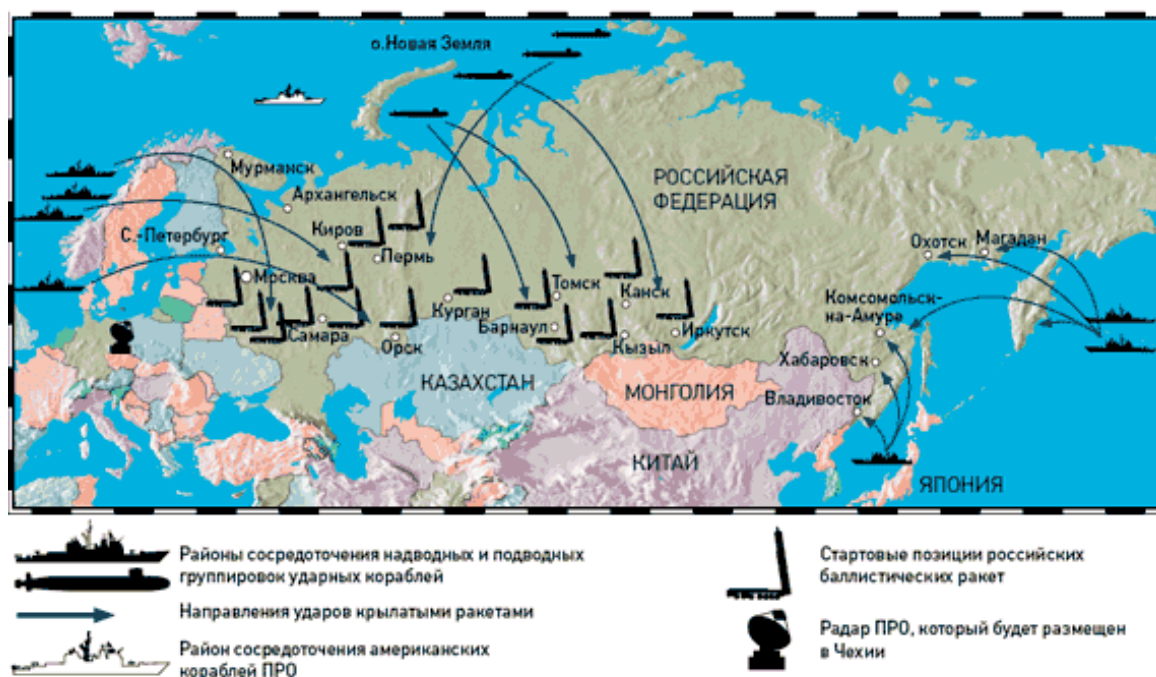 о.Новая Земля
Мурманск
Архангельск
РОССИЙСКАЯ
ФЕДЕРАЦИЯ
С.-Петербург
Киров
Пермь
Охотск
Магадан
Москва
Томск
Канск
Курган
Комсомольск-
на-Амуре
Самара
Орск
Барнаул
Кызыл
Иркутск
Хабаровск
КАЗАХСТАН
МОНГОЛИЯ
Владивосток
КИТАЙ
ЯПОНИЯ
Районы сосредоточения надводных и подводных
группировок ударных кораблей
Направления ударов крылатыми ракетами
Район сосредоточения американских
кораблей ПРО
Стартовые позиции российских
баллистических ракет
Радар ПРО, который будет размещен
в Чехии